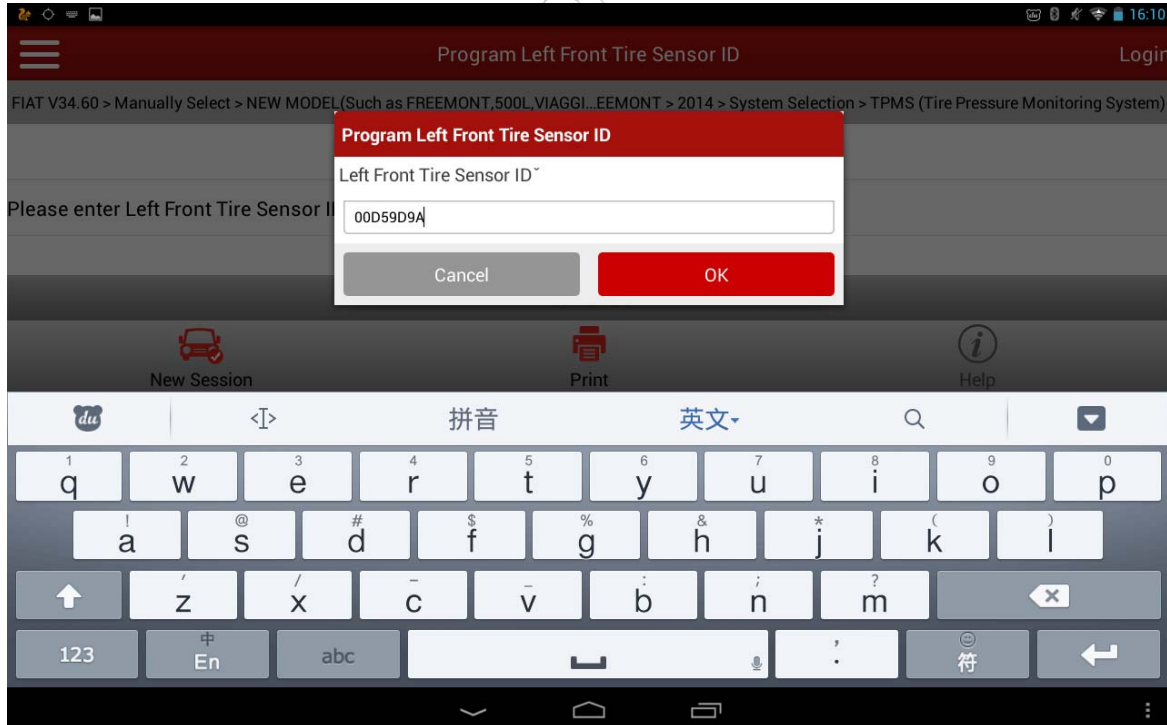 16:10
Program Left Front Tire Sensor ID
Login
FIAT V34.60 > Manually Select > NEW MODEL(Such as FREEMONT,500L,VIAGGI...EEMONT > 2014 > System Selection > TPMS (Tire Pressure Monitoring System)
Program Left Front Tire Sensor ID
Left Front Tire Sensor IDˇ
Please enter Left Front Tire Sensor I
00D59D9A
Cancel
OK
New Session
Print
Help
du
拼音
英文
1 2 3 4 5 6 7 8 9 0
q w e r t y u i o p
! @ # $ % & * ( )
a s d f g h j k l
' / - _ : ; ?
z x c v b n m
123
中
En
abc
, .
符